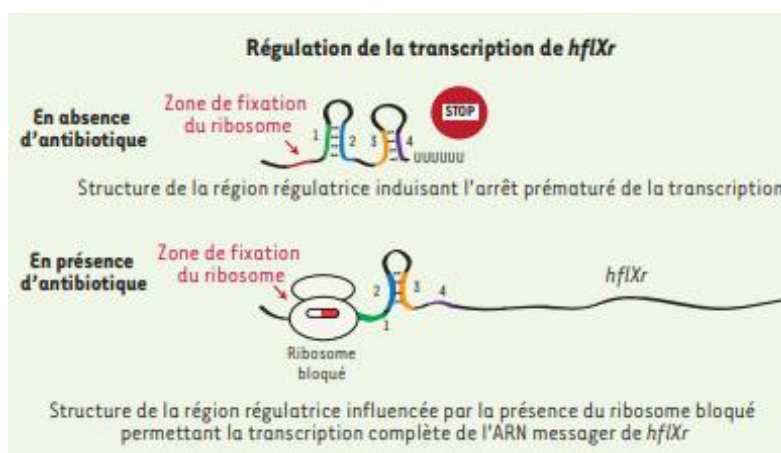 Régulation de la transcription de hflXr
En absence
d'antibiotique
Zone de fixation
du ribosome
1
2
3
4
STOP
UUUUUU
Structure de la région régulatrice induisant l'arrêt prématuré de la transcription
En présence
d'antibiotique
Zone de fixation
du ribosome
2
3
4
hflXr
1
Ribosome
bloqué
Structure de la région régulatrice influencée par la présence du ribosome bloqué
permettant la transcription complète de l'ARN messager de hflXr